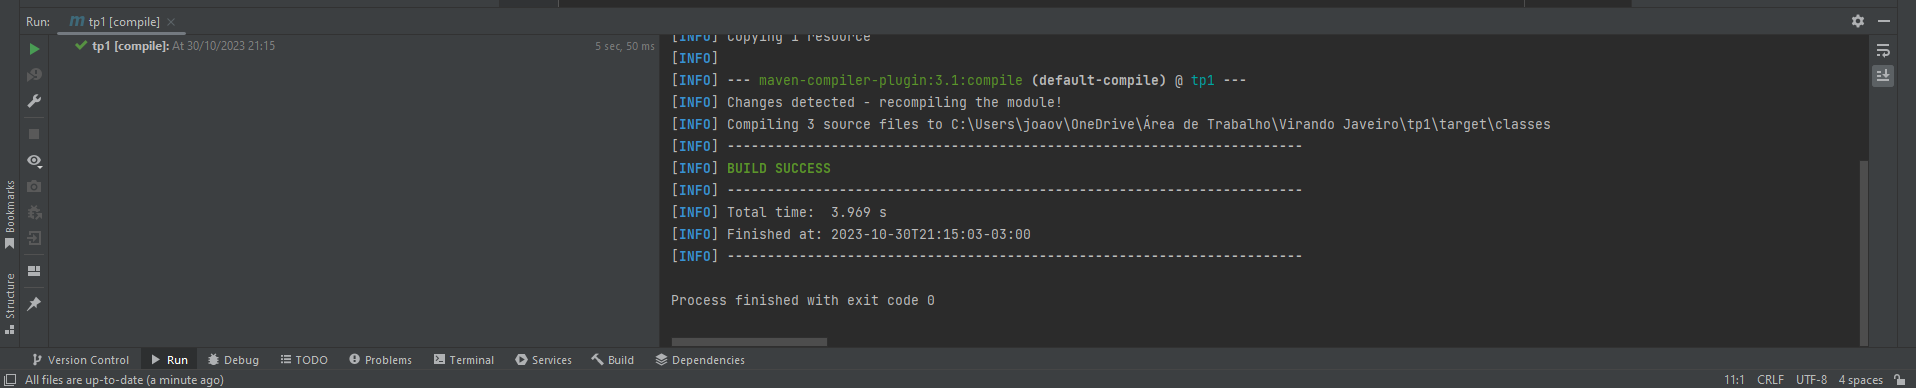 Run: tp1 [compile]
tp1 [compile]: At 30/10/2023 21:15 5 sec, 50 ms
[INFO] Copying 1 resource
[INFO]
[INFO] --- maven-compiler-plugin:3.1:compile (default-compile) @ tp1 ---
[INFO] Changes detected - recompiling the module!
[INFO] Compiling 3 source files to C:\Users\joaov\OneDrive\Área de Trabalho\Virando Javeiro\tp1\target\classes
[INFO] ------------------------------------------------------------------------
[INFO] BUILD SUCCESS
[INFO] ------------------------------------------------------------------------
[INFO] Total time:  3.969 s
[INFO] Finished at: 2023-10-30T21:15:03-03:00
[INFO] ------------------------------------------------------------------------
Process finished with exit code 0
Bookmarks
Structure
Version Control Run Debug TODO Problems Terminal Services Build Dependencies
All files are up-to-date (a minute ago) 11:1 CRLF UTF-8 4 spaces